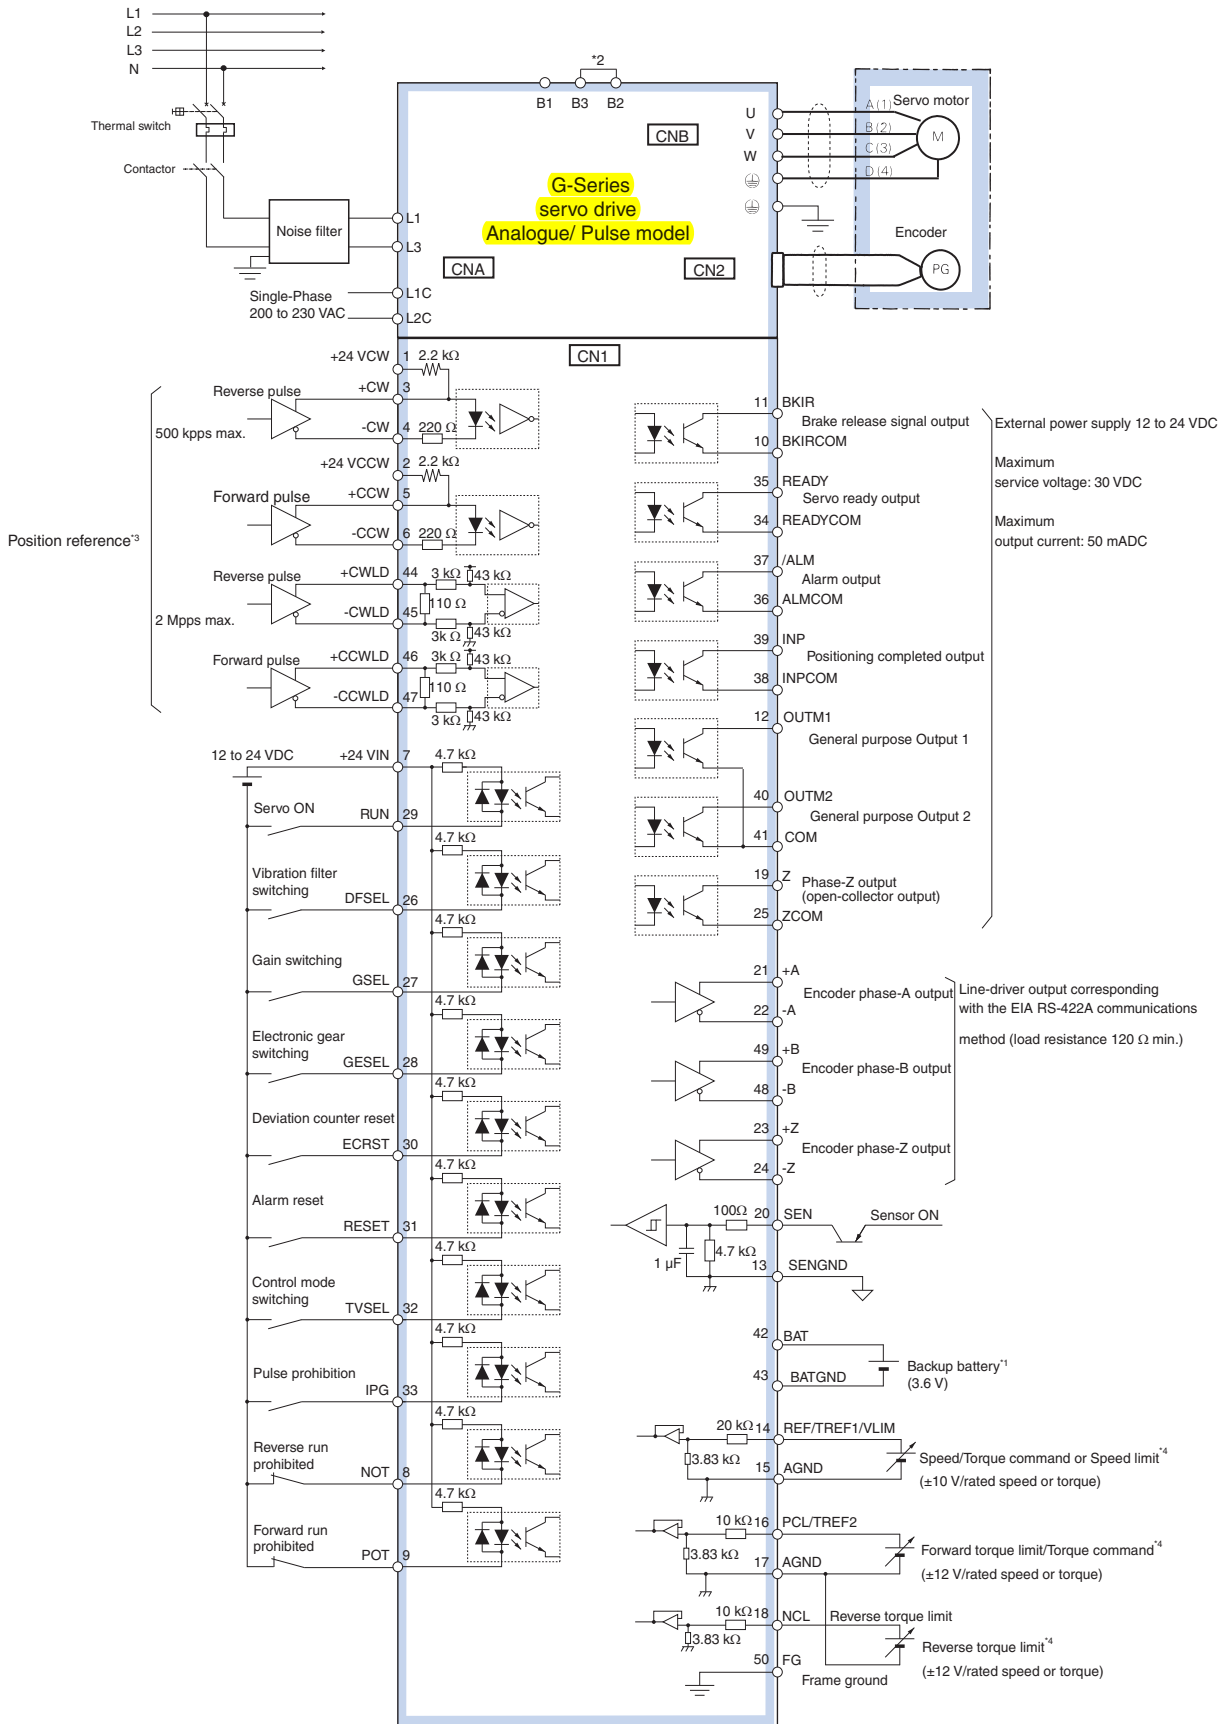 L1
L2
L3
N
Thermal switch
Contactor
Noise filter
Single-Phase
200 to 230 VAC
*2
B1 B3 B2
CNB
G-Series
servo drive
Analogue/ Pulse model
CNA
CN2
L1
L3
L1C
L2C
U
V
W
A (1)
B (2)
C (3)
D (4)
Servo motor
M
Encoder
PG
CN1
+24 VCW 1 2.2 kΩ
Reverse pulse
+CW 3
500 kpps max.
-CW 4 220 Ω
+24 VCCW 2 2.2 kΩ
Forward pulse
+CCW 5
-CCW 6 220 Ω
Position reference*3
Reverse pulse
+CWLD 44 3 kΩ 43 kΩ
110 Ω
2 Mpps max.
-CWLD 45
3k Ω 43 kΩ
Forward pulse
+CCWLD 46 3k Ω 43 kΩ
110 Ω
-CCWLD 47
3 kΩ 43 kΩ
12 to 24 VDC
+24 VIN 7 4.7 kΩ
Servo ON
RUN 29
4.7 kΩ
Vibration filter
switching
DFSEL 26
4.7 kΩ
Gain switching
GSEL 27
4.7 kΩ
Electronic gear
switching
GESEL 28
4.7 kΩ
Deviation counter reset
ECRST 30
4.7 kΩ
Alarm reset
RESET 31
4.7 kΩ
Control mode
switching
TVSEL 32
4.7 kΩ
Pulse prohibition
IPG 33
4.7 kΩ
Reverse run
prohibited
NOT 8
4.7 kΩ
Forward run
prohibited
POT 9
11 BKIR
Brake release signal output
10 BKIRCOM
35 READY
Servo ready output
34 READYCOM
37 /ALM
Alarm output
36 ALMCOM
39 INP
Positioning completed output
38 INPCOM
12 OUTM1
General purpose Output 1
40 OUTM2
General purpose Output 2
41 COM
19 Z
Phase-Z output
(open-collector output)
25 ZCOM
External power supply 12 to 24 VDC
Maximum
service voltage: 30 VDC
Maximum
output current: 50 mADC
21 +A
Encoder phase-A output
22 -A
49 +B
Encoder phase-B output
48 -B
23 +Z
Encoder phase-Z output
24 -Z
Line-driver output corresponding
with the EIA RS-422A communications
method (load resistance 120 Ω min.)
100Ω 20 SEN
Sensor ON
1 µF
4.7 kΩ
13 SENGND
42 BAT
43 BATGND
Backup battery*1
(3.6 V)
20 kΩ 14 REF/TREF1/VLIM
3.83 kΩ
15 AGND
Speed/Torque command or Speed limit*4
(±10 V/rated speed or torque)
10 kΩ 16 PCL/TREF2
3.83 kΩ
17 AGND
Forward torque limit/Torque command*4
(±12 V/rated speed or torque)
10 kΩ 18 NCL Reverse torque limit
3.83 kΩ
Reverse torque limit*4
(±12 V/rated speed or torque)
50 FG
Frame ground